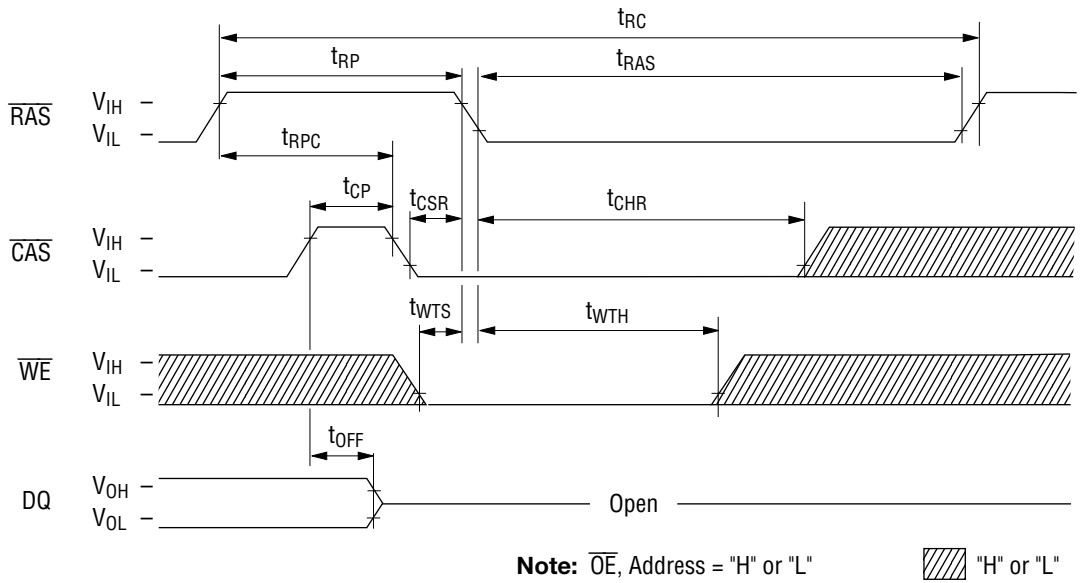 tRC
tRP
tRAS
RAS
VIH
VIL
tRPC
tCP
tCSR
tCHR
CAS
VIH
VIL
tWTS
tWTH
WE
VIH
VIL
tOFF
DQ
VOH
VOL
Open
Note: OE, Address = "H" or "L"
"H" or "L"